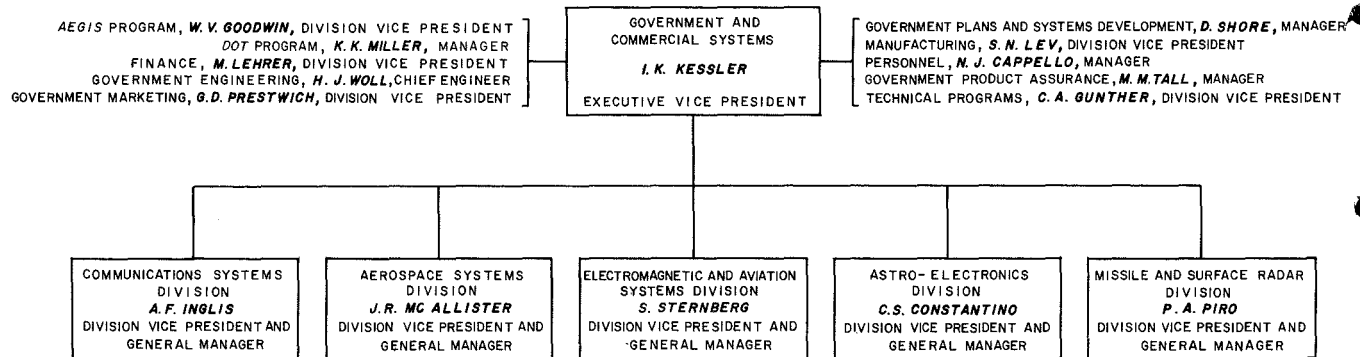 AEGIS PROGRAM, W. V. GOODWIN, DIVISION VICE PRESIDENT
DOT PROGRAM, K. K. MILLER, MANAGER
FINANCE, M. LEHRER, DIVISION VICE PRESIDENT
GOVERNMENT ENGINEERING, H. J. WOLL, CHIEF ENGINEER
GOVERNMENT MARKETING, G. D. PRESTWICH, DIVISION VICE PRESIDENT
GOVERNMENT AND
COMMERCIAL SYSTEMS
I. K. KESSLER
EXECUTIVE VICE PRESIDENT
GOVERNMENT PLANS AND SYSTEMS DEVELOPMENT, D. SHORE, MANAGER
MANUFACTURING, S. N. LEV, DIVISION VICE PRESIDENT
PERSONNEL, N. J. CAPPELLO, MANAGER
GOVERNMENT PRODUCT ASSURANCE, M. M. TALL, MANAGER
TECHNICAL PROGRAMS, C. A. GUNTHER, DIVISION VICE PRESIDENT
COMMUNICATIONS SYSTEMS
DIVISION
A. F. INGLIS
DIVISION VICE PRESIDENT AND
GENERAL MANAGER
AEROSPACE SYSTEMS
DIVISION
J. R. MC ALLISTER
DIVISION VICE PRESIDENT AND
GENERAL MANAGER
ELECTROMAGNETIC AND AVIATION
SYSTEMS DIVISION
S. STERNBERG
DIVISION VICE PRESIDENT AND
GENERAL MANAGER
ASTRO-ELECTRONICS
DIVISION
C. S. CONSTANTINO
DIVISION VICE PRESIDENT AND
GENERAL MANAGER
MISSILE AND SURFACE RADAR
DIVISION
P. A. PIRO
DIVISION VICE PRESIDENT AND
GENERAL MANAGER